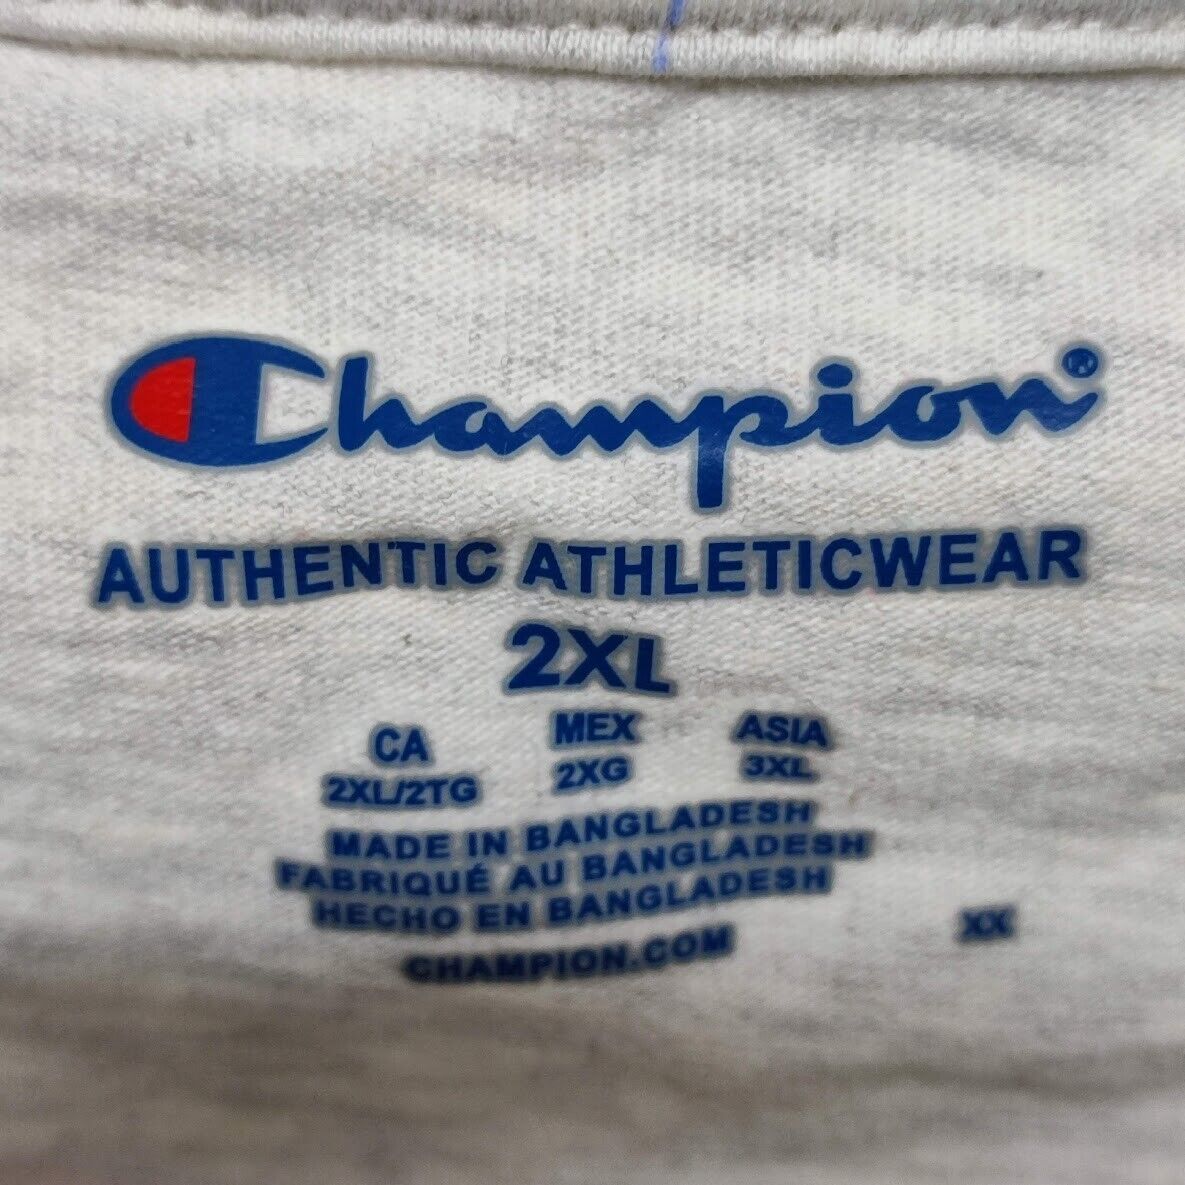 Champion®
AUTHENTIC ATHLETICWEAR
2XL
CA MEX ASIA
2XL/2TG 2XG 3XL
MADE IN BANGLADESH
FABRIQUÉ AU BANGLADESH
HECHO EN BANGLADESH
XX
CHAMPION.COM